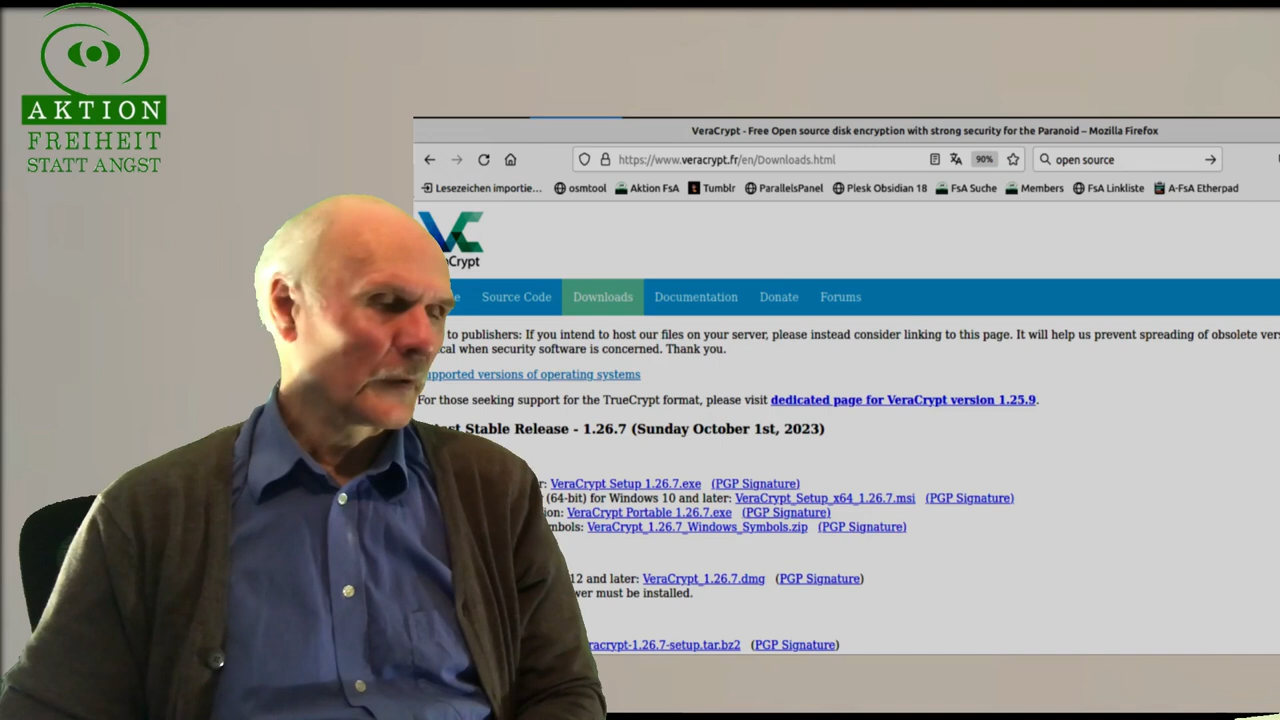 AKTION
FREIHEIT
STATT ANGST
VeraCrypt - Free Open source disk encryption with strong security for the Paranoid – Mozilla Firefox
https://www.veracrypt.fr/en/Downloads.html 90% open source
Lesezeichen importie... osmtool Aktion FsA Tumblr ParallelsPanel Plesk Obsidian 18 FsA Suche Members FsA Linkliste A-FsA Etherpad
VC
Crypt
e Source Code Downloads Documentation Donate Forums
to publishers: If you intend to host our files on your server, please instead consider linking to this page. It will help us prevent spreading of obsolete ver
cal when security software is concerned. Thank you.
upported versions of operating systems
For those seeking support for the TrueCrypt format, please visit dedicated page for VeraCrypt version 1.25.9.
st Stable Release - 1.26.7 (Sunday October 1st, 2023)
r: VeraCrypt Setup 1.26.7.exe (PGP Signature)
(64-bit) for Windows 10 and later: VeraCrypt_Setup_x64_1.26.7.msi (PGP Signature)
ion: VeraCrypt Portable 1.26.7.exe (PGP Signature)
mbols: VeraCrypt_1.26.7_Windows_Symbols.zip (PGP Signature)
12 and later: VeraCrypt_1.26.7.dmg (PGP Signature)
ver must be installed.
racrypt-1.26.7-setup.tar.bz2 (PGP Signature)